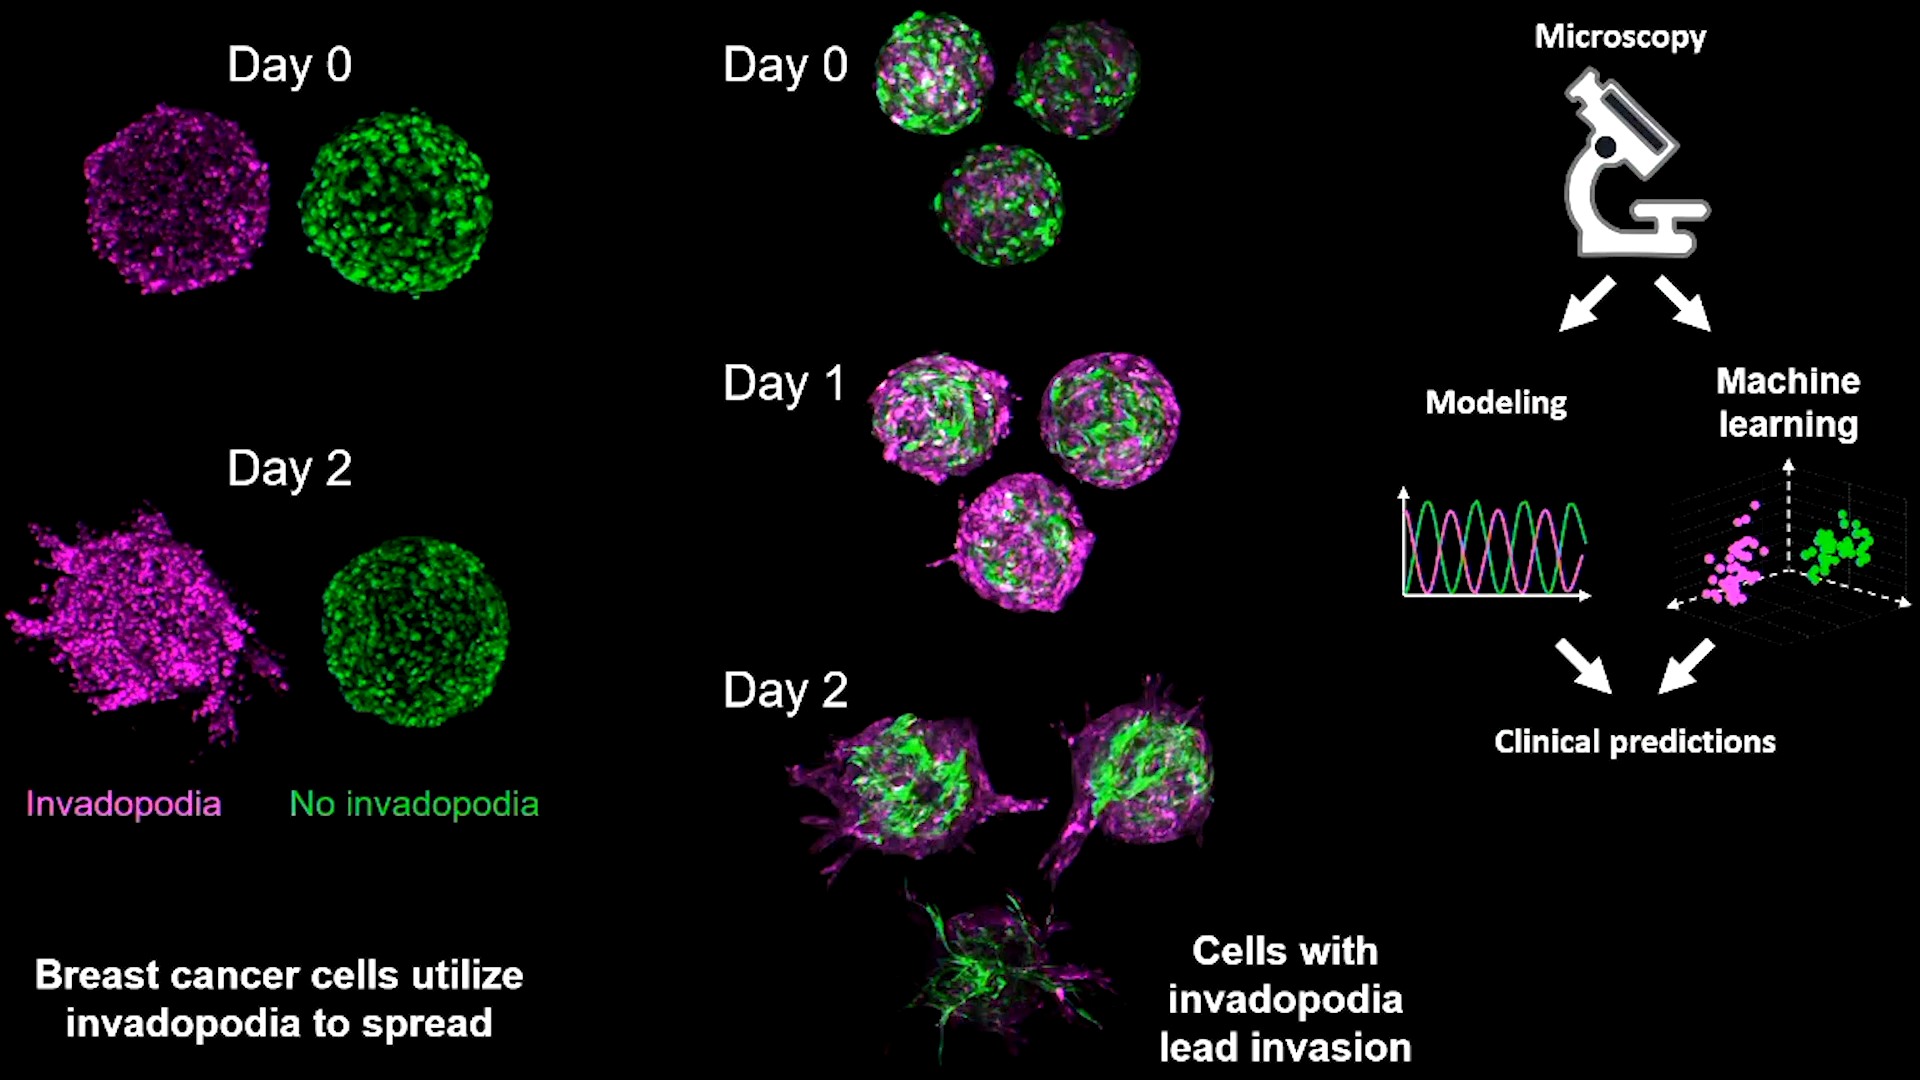 Day 0
Day 2
Invadopodia
No invadopodia
Breast cancer cells utilize
invadopodia to spread
Day 0
Day 1
Day 2
Cells with
invadopodia
lead invasion
Microscopy
Modeling
Machine
learning
Clinical predictions